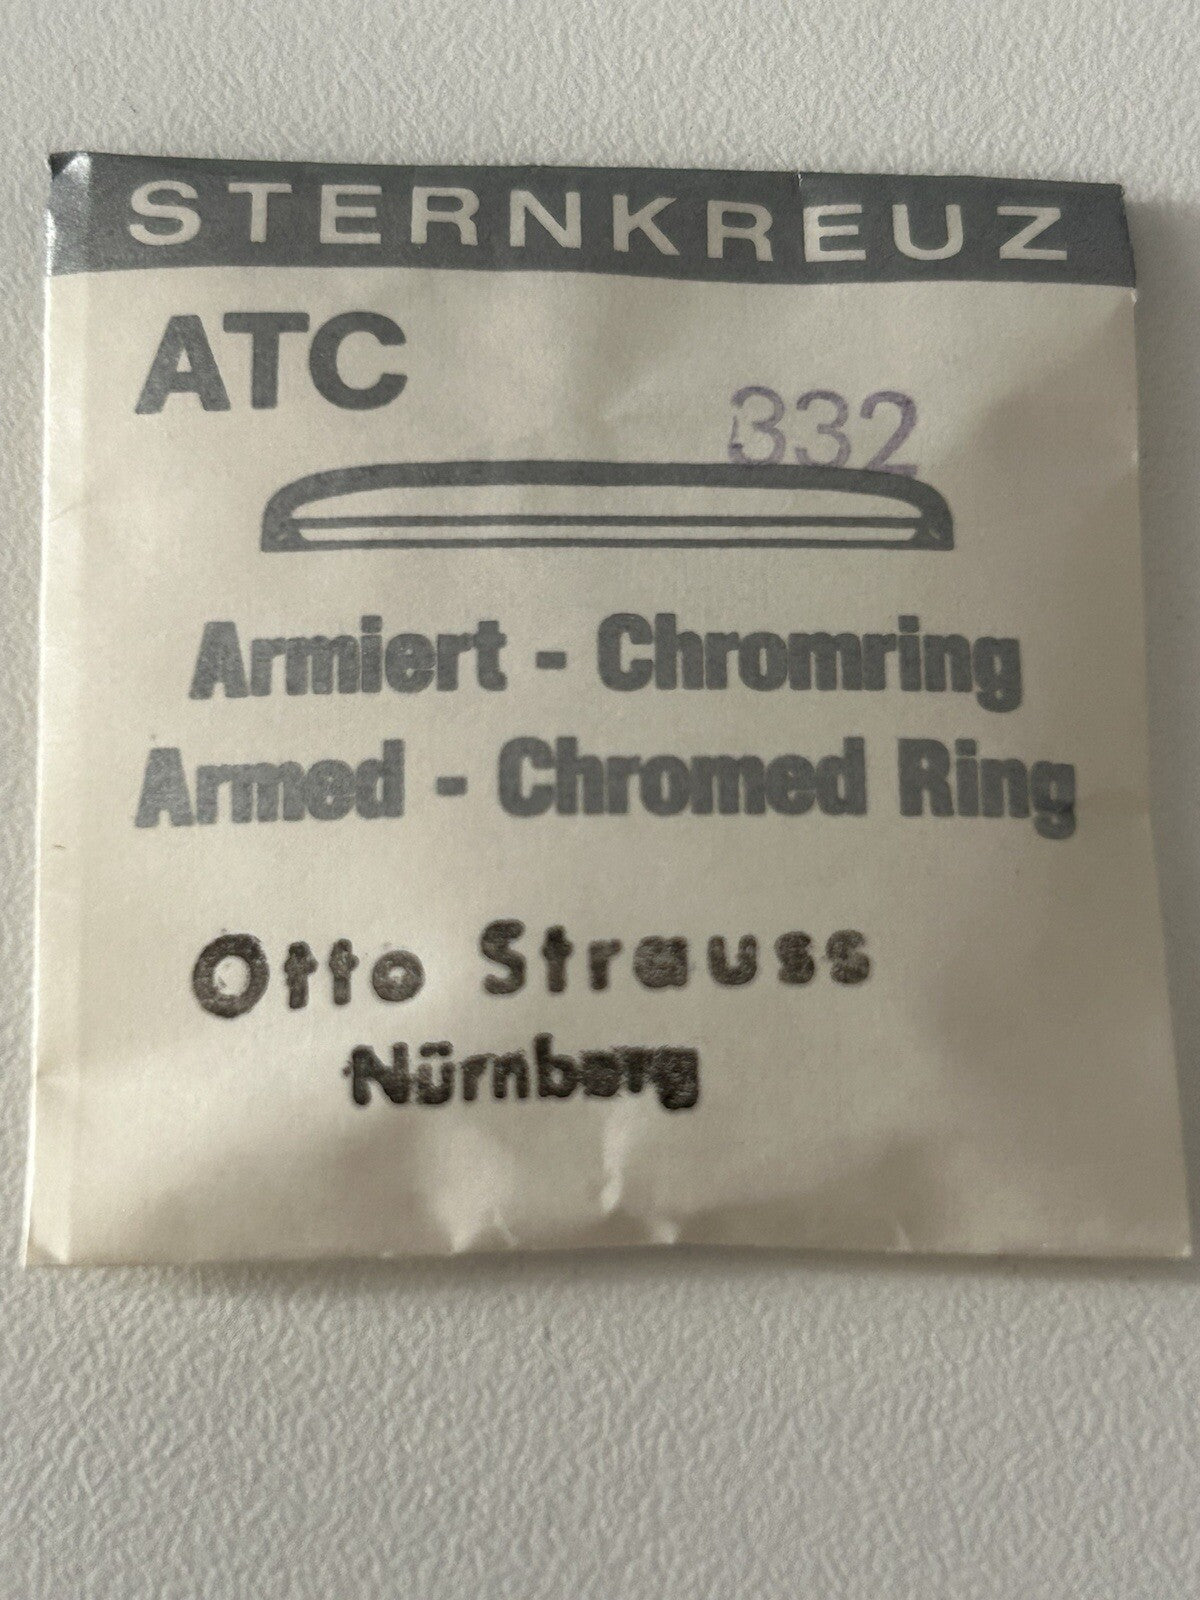 STERNKREUZ
ATC
332
Armiert - Chromring
Armed - Chromed Ring
Otto Strauss
Nürnberg